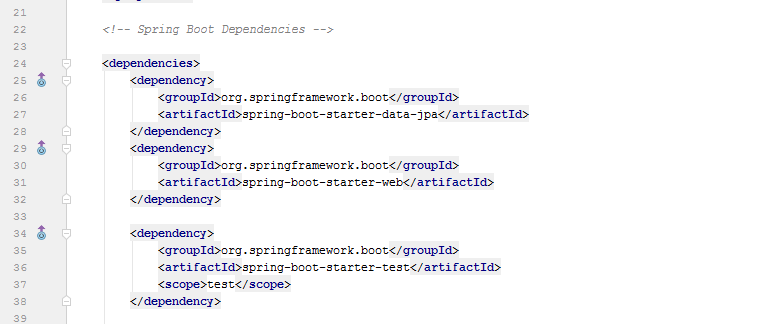 21
22 <!-- Spring Boot Dependencies -->
23
24 <dependencies>
25 <dependency>
26 <groupId>org.springframework.boot</groupId>
27 <artifactId>spring-boot-starter-data-jpa</artifactId>
28 </dependency>
29 <dependency>
30 <groupId>org.springframework.boot</groupId>
31 <artifactId>spring-boot-starter-web</artifactId>
32 </dependency>
33
34 <dependency>
35 <groupId>org.springframework.boot</groupId>
36 <artifactId>spring-boot-starter-test</artifactId>
37 <scope>test</scope>
38 </dependency>
39